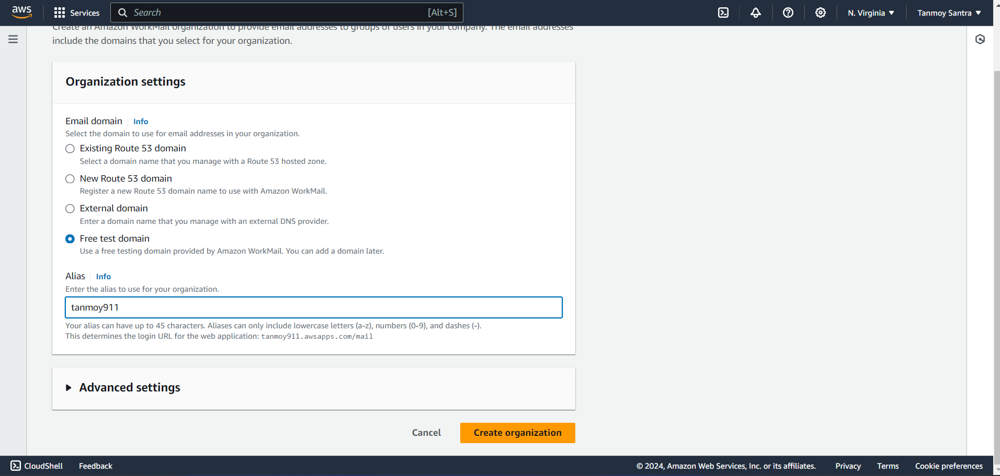 aws
Services
Search
[Alt+S]
N. Virginia
Tanmoy Santra
Create an Amazon WorkMail organization to provide email addresses to groups of users in your company. The email addresses
include the domains that you select for your organization.
Organization settings
Email domain
Info
Select the domain to use for email addresses in your organization.
Existing Route 53 domain
Select a domain name that you manage with a Route 53 hosted zone.
New Route 53 domain
Register a new Route 53 domain name to use with Amazon WorkMail.
External domain
Enter a domain name that you manage with an external DNS provider.
Free test domain
Use a free testing domain provided by Amazon WorkMail. You can add a domain later.
Alias
Info
Enter the alias to use for your organization.
tanmoy911
Your alias can have up to 45 characters. Aliases can only include lowercase letters (a-z), numbers (0-9), and dashes (-).
This determines the login URL for the web application: tanmoy911.awsapps.com/mail
Advanced settings
Cancel
Create organization
CloudShell
Feedback
© 2024, Amazon Web Services, Inc. or its affiliates.
Privacy
Terms
Cookie preferences